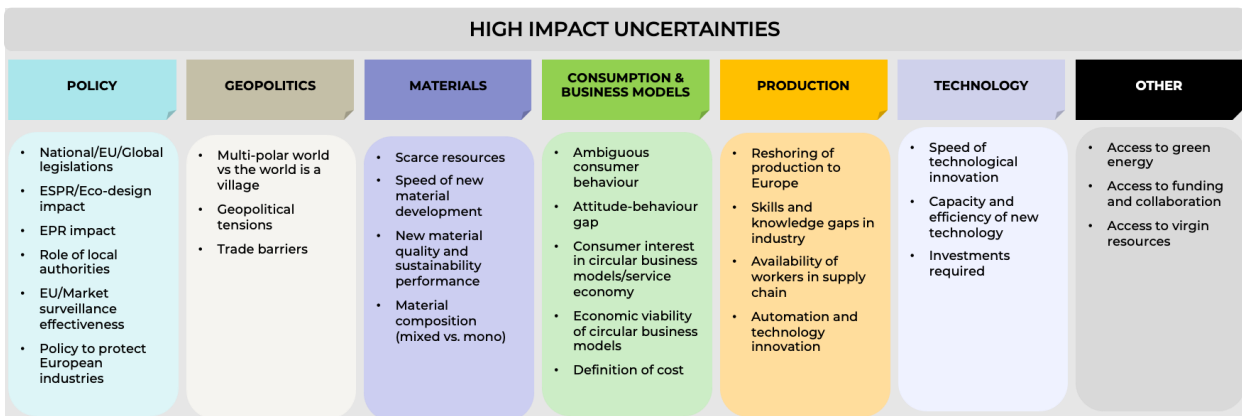 HIGH IMPACT UNCERTAINTIES
POLICY
• National/EU/Global
legislations
• ESPR/Eco-design
impact
• EPR impact
• Role of local
authorities
• EU/Market
surveillance
effectiveness
• Policy to protect
European
industries
GEOPOLITICS
• Multi-polar world
vs the world is a
village
• Geopolitical
tensions
• Trade barriers
MATERIALS
• Scarce resources
• Speed of new
material
development
• New material
quality and
sustainability
performance
• Material
composition
(mixed vs. mono)
CONSUMPTION &
BUSINESS MODELS
• Ambiguous
consumer
behaviour
• Attitude-behaviour
gap
• Consumer interest
in circular business
models/service
economy
• Economic viability
of circular business
models
• Definition of cost
PRODUCTION
• Reshoring of
production to
Europe
• Skills and
knowledge gaps in
industry
• Availability of
workers in supply
chain
• Automation and
technology
innovation
TECHNOLOGY
• Speed of
technological
innovation
• Capacity and
efficiency of new
technology
• Investments
required
OTHER
• Access to green
energy
• Access to funding
and collaboration
• Access to virgin
resources